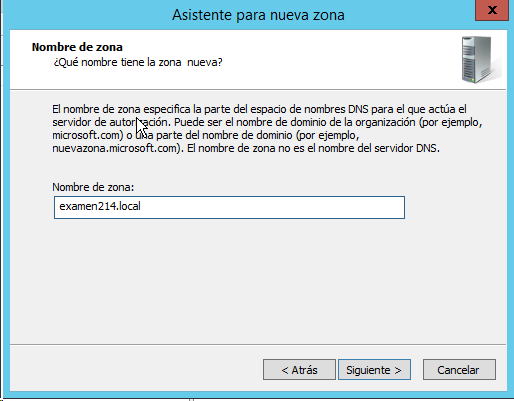 Asistente para nueva zona
x
Nombre de zona
¿Qué nombre tiene la zona nueva?
El nombre de zona especifica la parte del espacio de nombres DNS para el que actúa el
servidor de autorización. Puede ser el nombre de dominio de la organización (por ejemplo,
microsoft.com) o una parte del nombre de dominio (por ejemplo,
nuevazona.microsoft.com). El nombre de zona no es el nombre del servidor DNS.
Nombre de zona:
examen214.local
< Atrás
Siguiente >
Cancelar